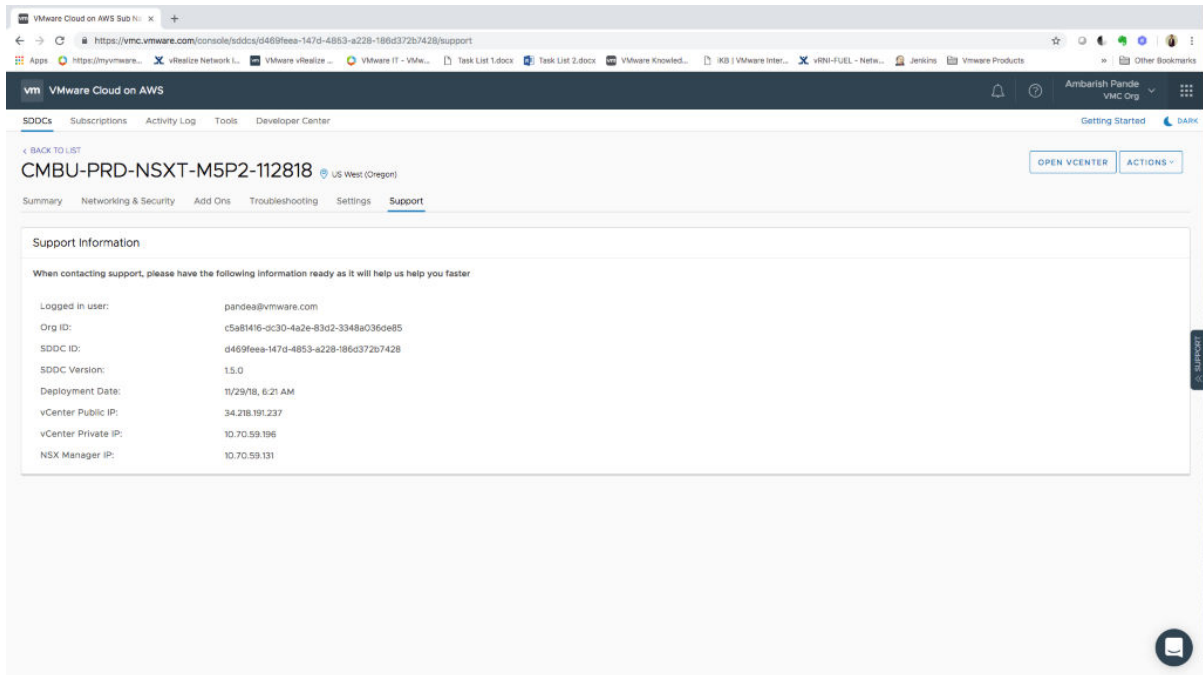 VMware Cloud on AWS Sub N
https://vmc.vmware.com/console/sddcs/d469feea-147d-4853-a228-186d372b7428/support
Apps https://myvmware... vRealize Network I... VMware vRealize ... VMware IT - VMw... Task List 1.docx Task List 2.docx VMware Knowled... IKB | VMware Inter... vRNI-FUEL - Netw... Jenkins Vmware Products » Other Bookmarks
vm VMware Cloud on AWS Ambarish Pande
VMC Org
SDDCs Subscriptions Activity Log Tools Developer Center Getting Started DARK
< BACK TO LIST
CMBU-PRD-NSXT-M5P2-112818 US West (Oregon) OPEN VCENTER ACTIONS
Summary Networking & Security Add Ons Troubleshooting Settings Support
Support Information
When contacting support, please have the following information ready as it will help us help you faster
Logged in user: pandea@vmware.com
Org ID: c5a81416-dc30-4a2e-83d2-3348a036de85
SDDC ID: d469feea-147d-4853-a228-186d372b7428
SDDC Version: 1.5.0
Deployment Date: 11/29/18, 6:21 AM
vCenter Public IP: 34.218.191.237
vCenter Private IP: 10.70.59.196
NSX Manager IP: 10.70.59.131
SUPPORT